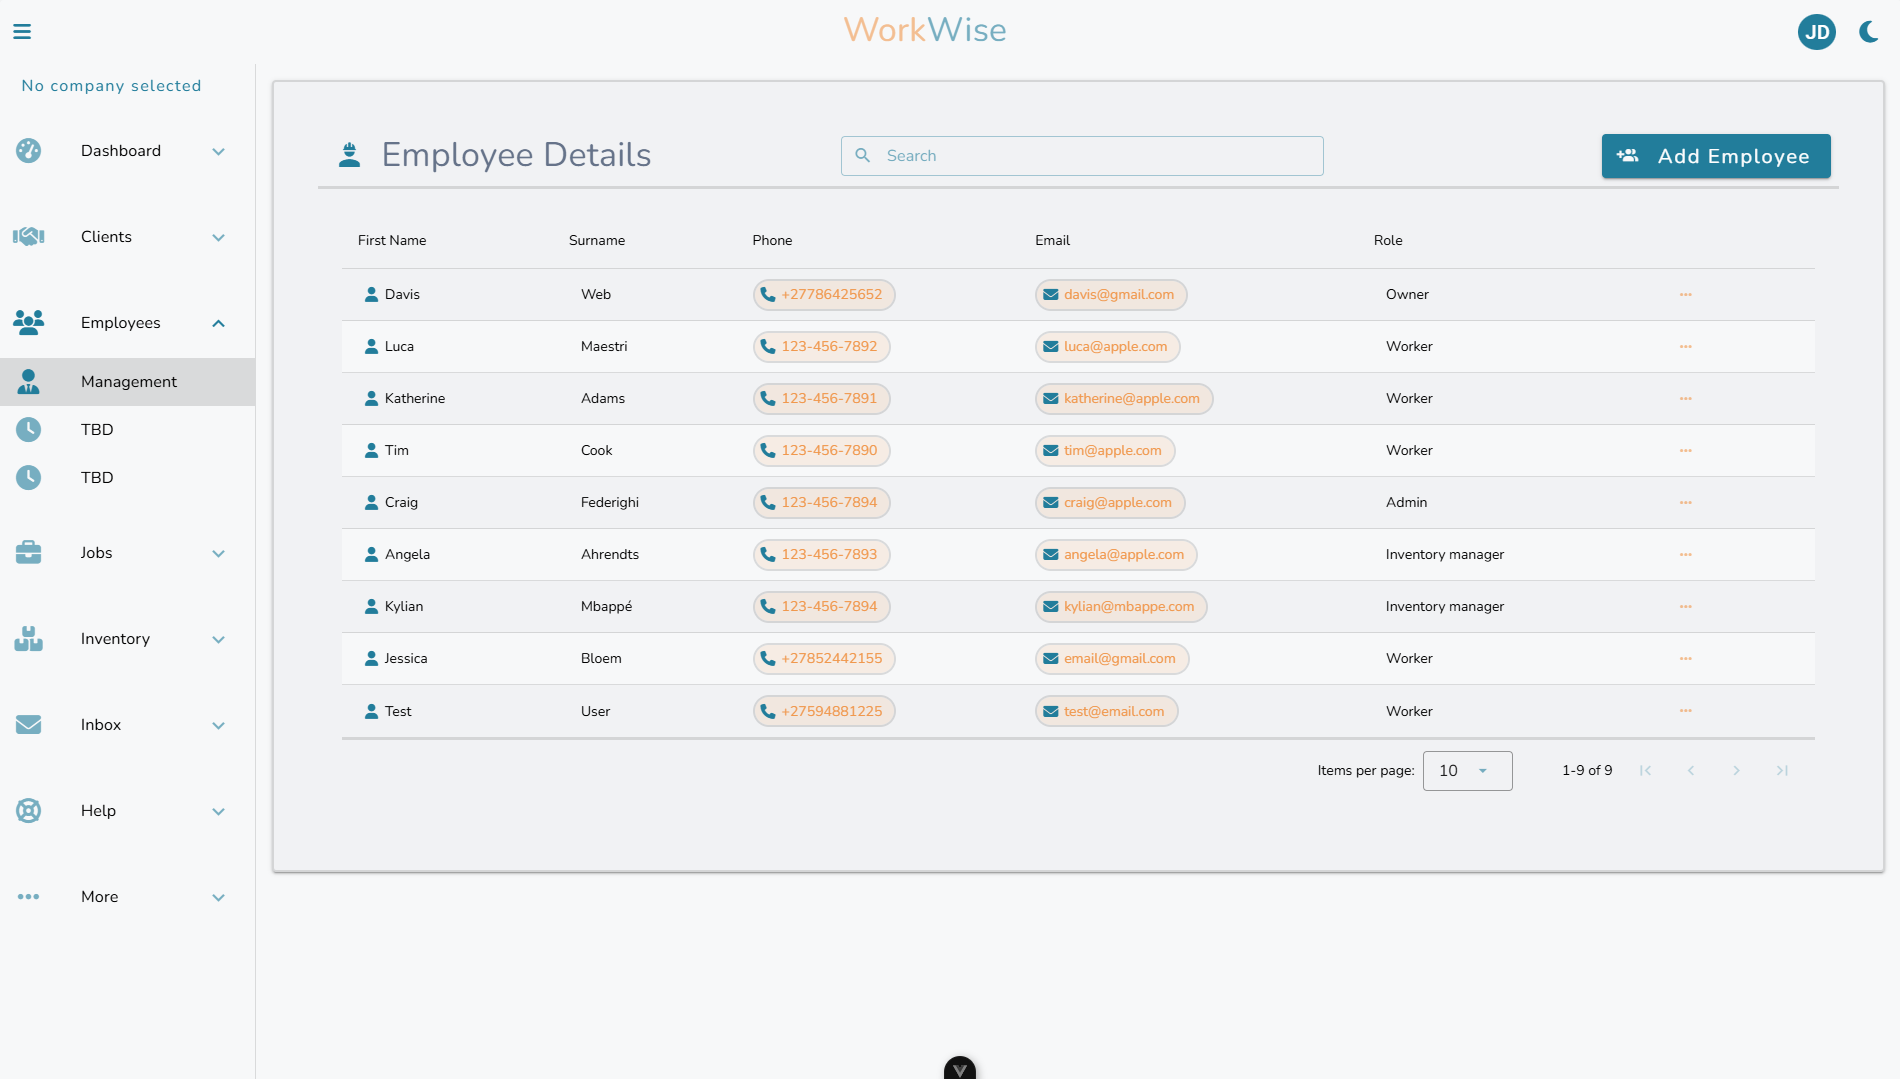 WorkWise
JD
No company selected
Dashboard
Clients
Employees
Management
TBD
TBD
Jobs
Inventory
Inbox
Help
More
Employee Details
Search
Add Employee
First Name Surname Phone Email Role
Davis Web +27786425652 davis@gmail.com Owner
Luca Maestri 123-456-7892 luca@apple.com Worker
Katherine Adams 123-456-7891 katherine@apple.com Worker
Tim Cook 123-456-7890 tim@apple.com Worker
Craig Federighi 123-456-7894 craig@apple.com Admin
Angela Ahrendts 123-456-7893 angela@apple.com Inventory manager
Kylian Mbappé 123-456-7894 kylian@mbappe.com Inventory manager
Jessica Bloem +27852442155 email@gmail.com Worker
Test User +27594881225 test@email.com Worker
Items per page: 10 1-9 of 9